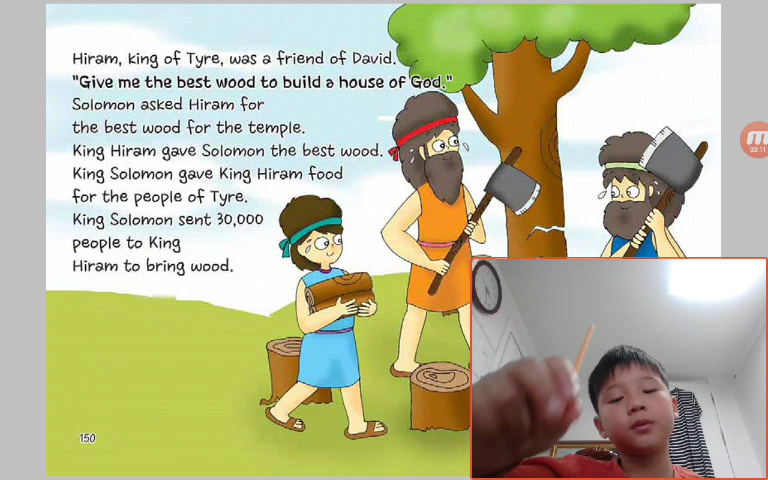 Hiram, king of Tyre, was a friend of David.
"Give me the best wood to build a house of God."
Solomon asked Hiram for
the best wood for the temple.
King Hiram gave Solomon the best wood.
King Solomon gave King Hiram food
for the people of Tyre.
King Solomon sent 30,000
people to King
Hiram to bring wood.
150
03:11